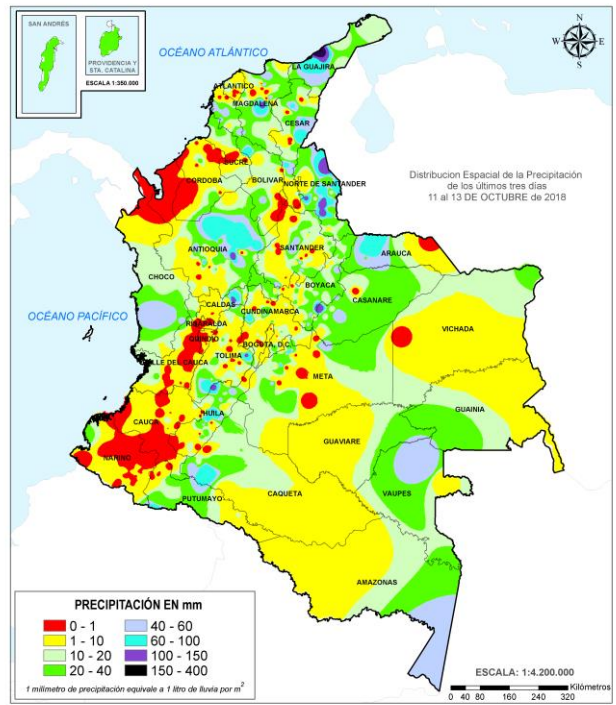 SAN ANDRÉS
PROVIDENCIA Y
STA. CATALINA
ESCALA 1:350.000
OCÉANO ATLÁNTICO
N
W E
S
LA GUAJIRA
ATLANTICO
MAGDALENA
CESAR
SUCRE
CORDOBA
BOLIVAR
NORTE DE SANTANDER
Distribucion Espacial de la Precipitación
de los últimos tres dias
11 al 13 DE OCTUBRE de 2018
ANTIOQUIA
SANTANDER
ARAUCA
CHOCO
BOYACA
CASANARE
CALDAS
CUNDINAMARCA
OCÉANO PACÍFICO
RISARALDA
VICHADA
QUINDIO
BOGOTA, D.C.
VALLE DEL CAUCA
TOLIMA
META
GUAINIA
HUILA
CAUCA
GUAVIARE
NARIÑO
CAQUETA
VAUPES
PUTUMAYO
AMAZONAS
PRECIPITACIÓN EN mm
0 - 1 40 - 60
1 - 10 60 - 100
10 - 20 100 - 150
20 - 40 150 - 400
1 milímetro de precipitación equivale a 1 litro de lluvia por m2
ESCALA: 1:4.200.000
Kilómetros
0 40 80 160 240 320